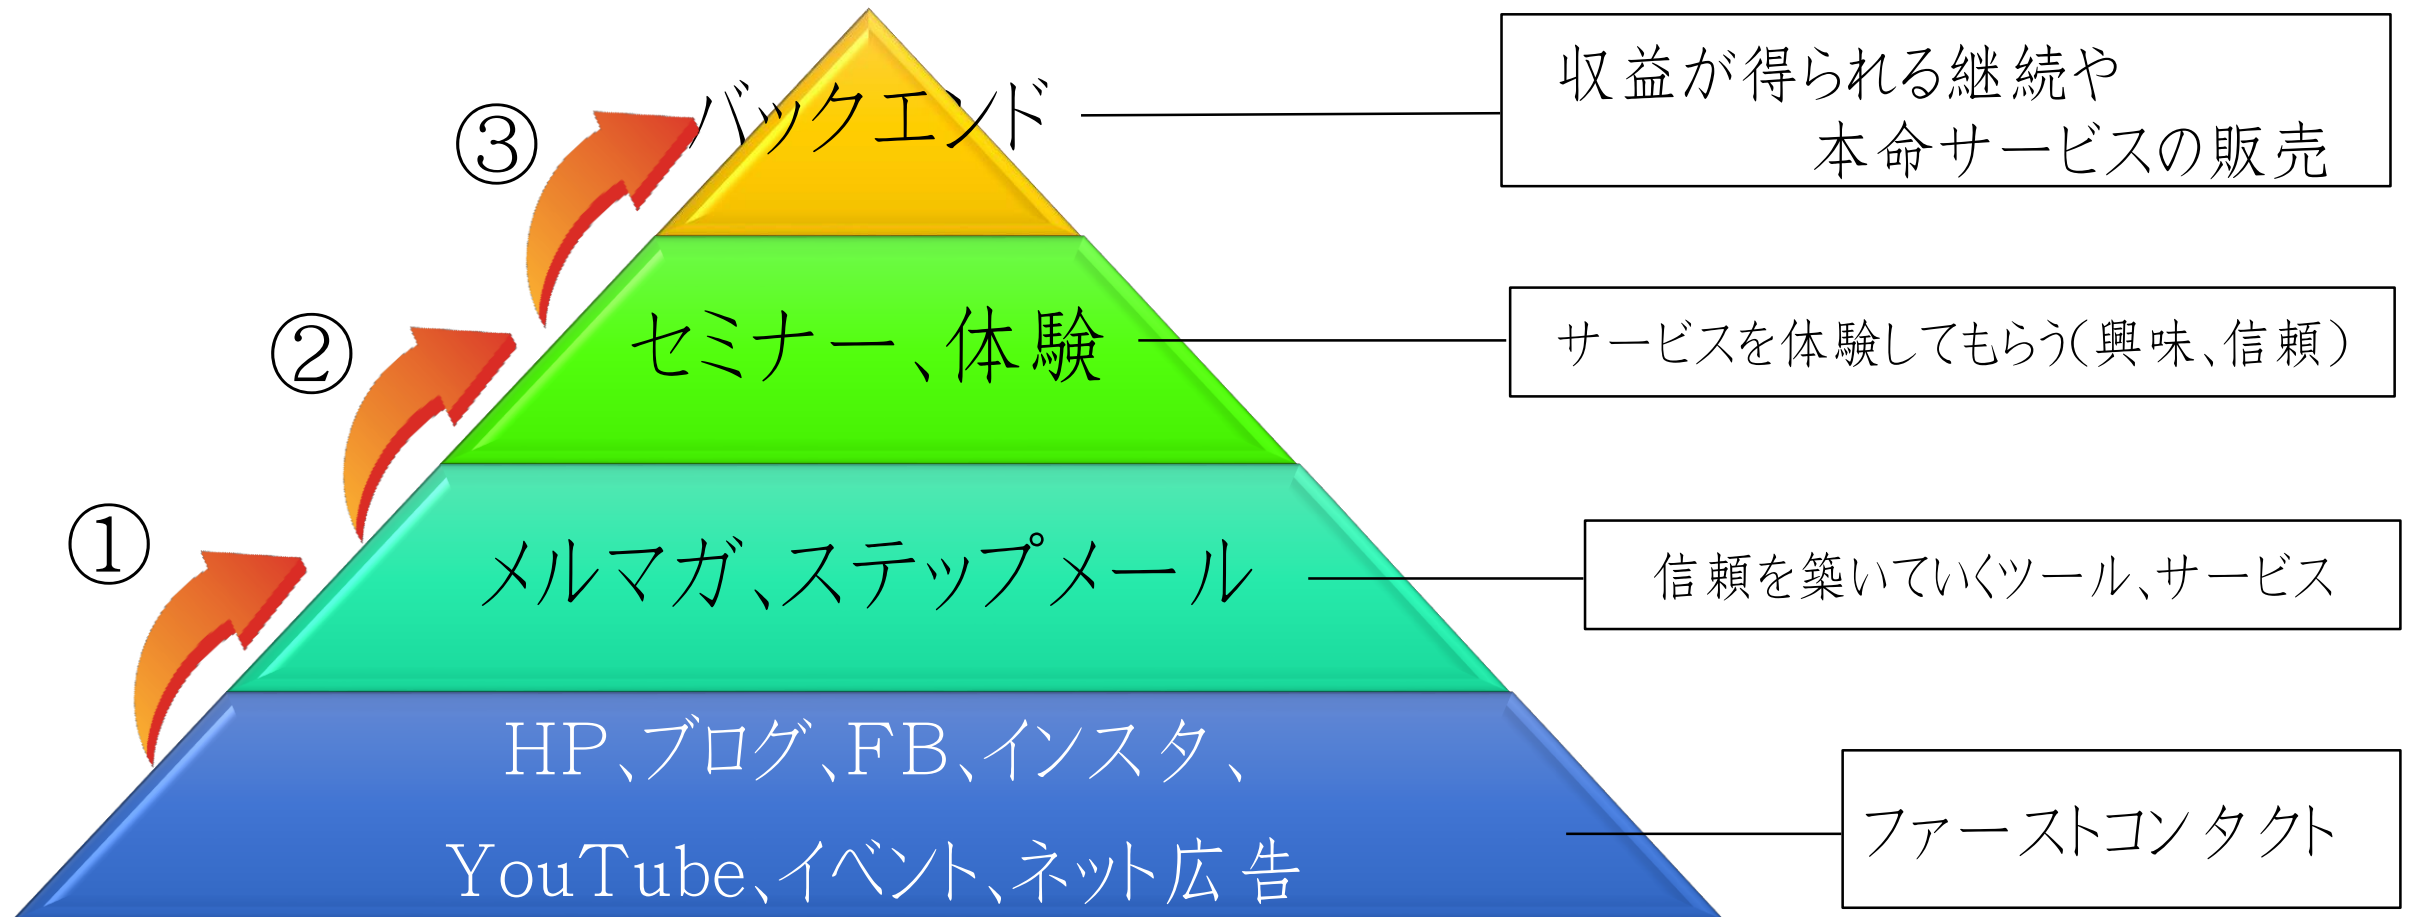 ③
バックエンド
収益が得られる継続や
本命サービスの販売
②
セミナー、体験
サービスを体験してもらう(興味、信頼)
①
メルマガ、ステップメール
信頼を築いていくツール、サービス
HP、ブログ、FB、インスタ、
YouTube、イベント、ネット広告
ファーストコンタクト